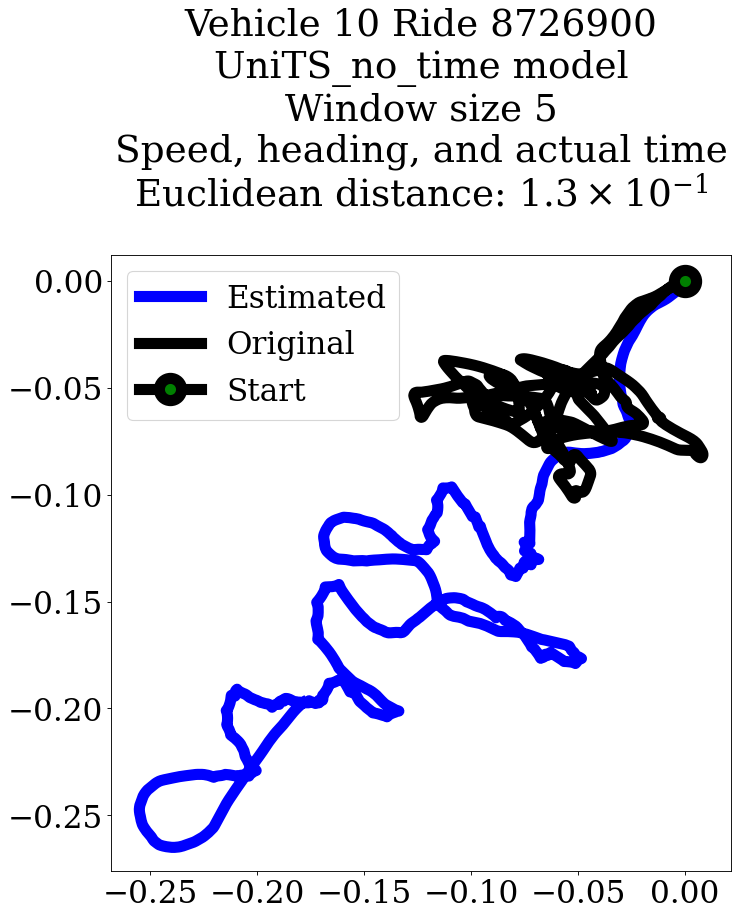 Vehicle 10 Ride 8726900
UniTS_no_time model
Window size 5
Speed, heading, and actual time
Euclidean distance: 1.3 × 10⁻¹
Estimated
Original
Start
0.00
−0.05
−0.10
−0.15
−0.20
−0.25
−0.25 −0.20 −0.15 −0.10 −0.05 0.00